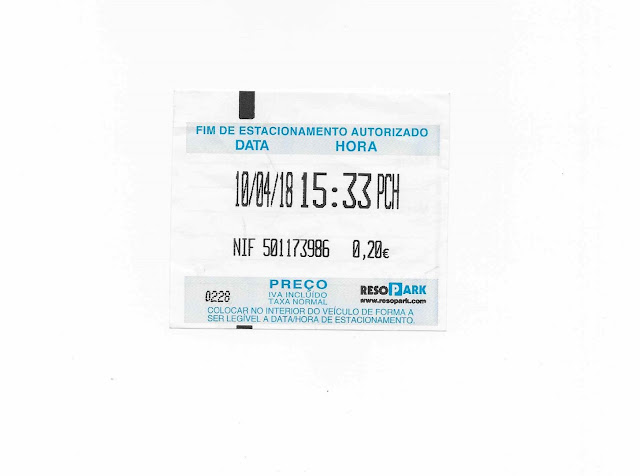 FIM DE ESTACIONAMENTO AUTORIZADO
DATA HORA
10/04/18 15:33 PCH
NIF 501173986 0,20€
PREÇO
IVA INCLUÍDO
TAXA NORMAL
0228
RESOPARK
www.resopark.com
COLOCAR NO INTERIOR DO VEÍCULO DE FORMA A
SER LEGÍVEL A DATA/HORA DE ESTACIONAMENTO.